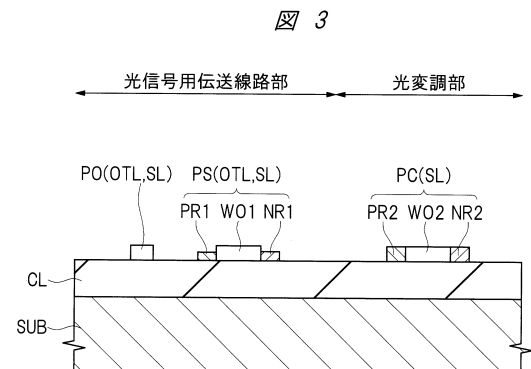 図 3
光信号用伝送線路部 光変調部
PO(OTL,SL) PS(OTL,SL) PC(SL)
PR1 WO1 NR1 PR2 WO2 NR2
CL
SUB